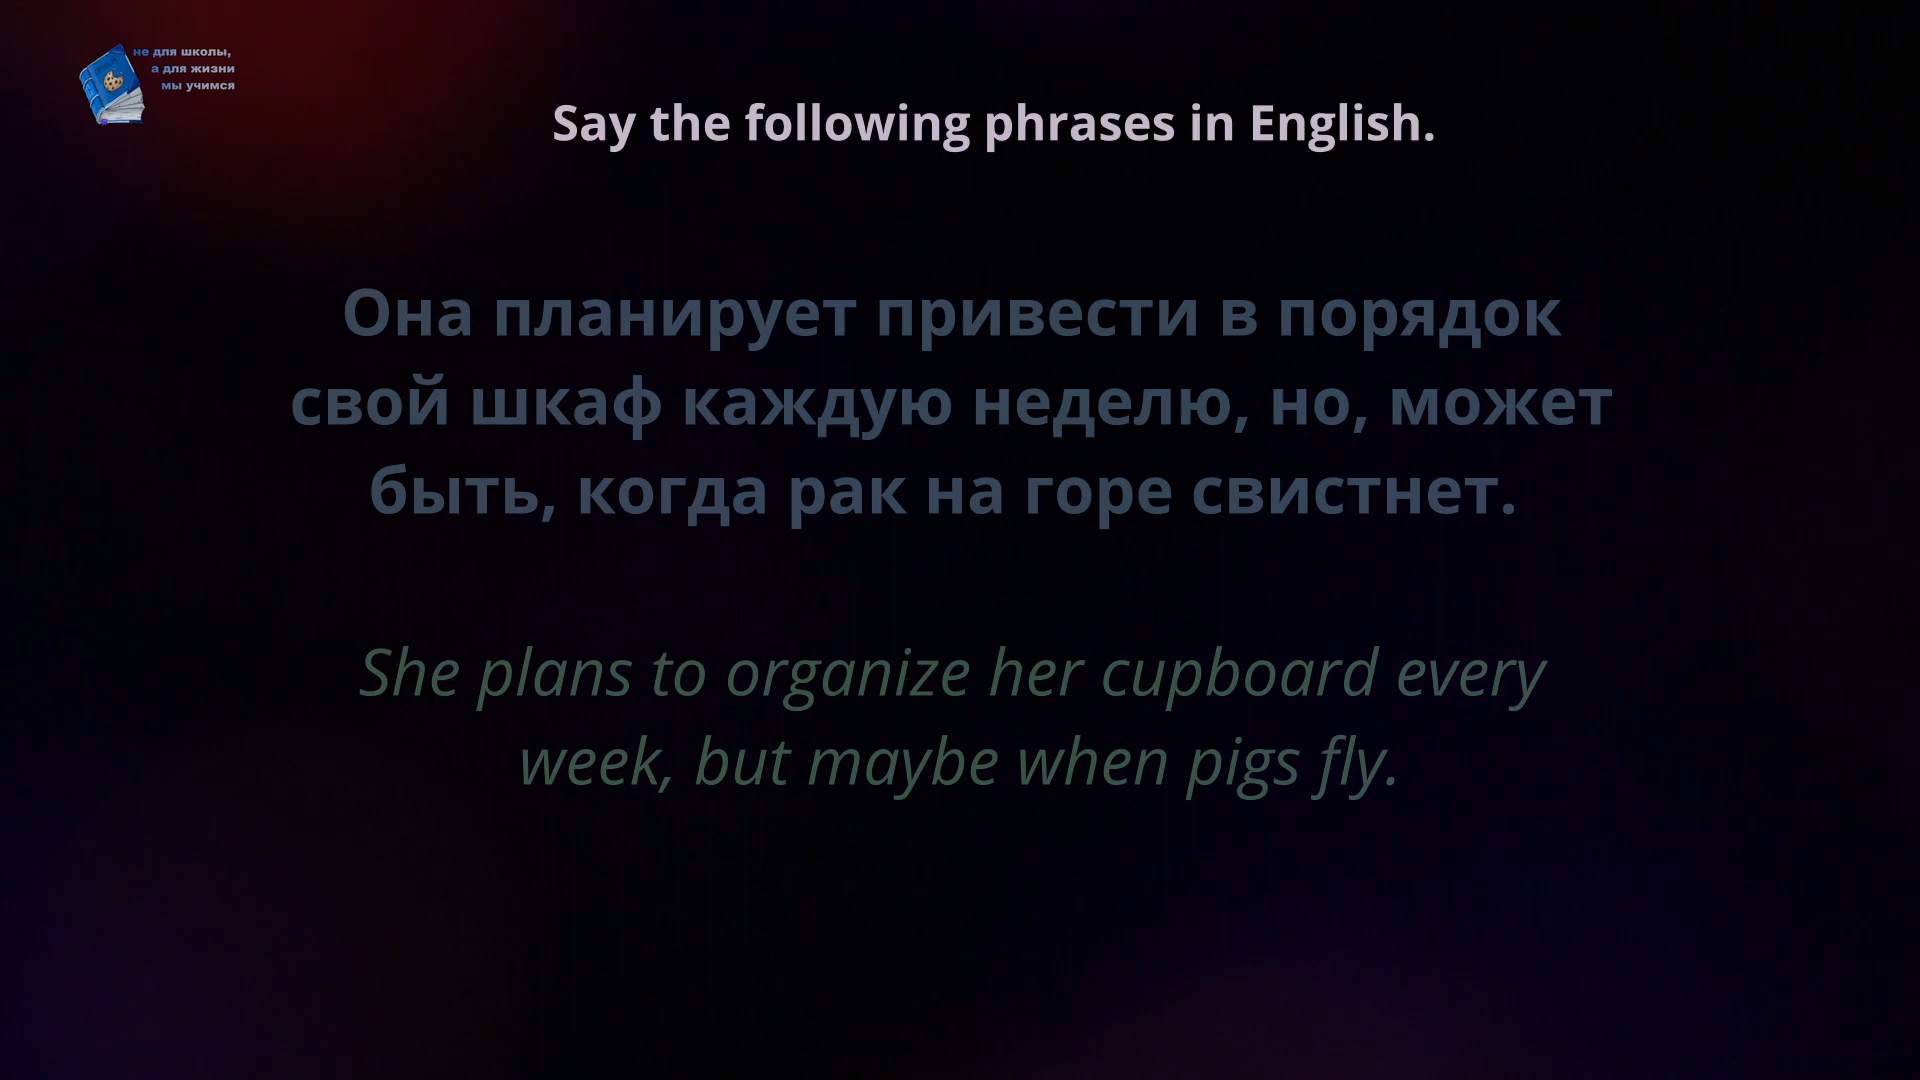 не для школы,
а для жизни
мы учимся
Say the following phrases in English.
Она планирует привести в порядок
свой шкаф каждую неделю, но, может
быть, когда рак на горе свистнет.
She plans to organize her cupboard every
week, but maybe when pigs fly.